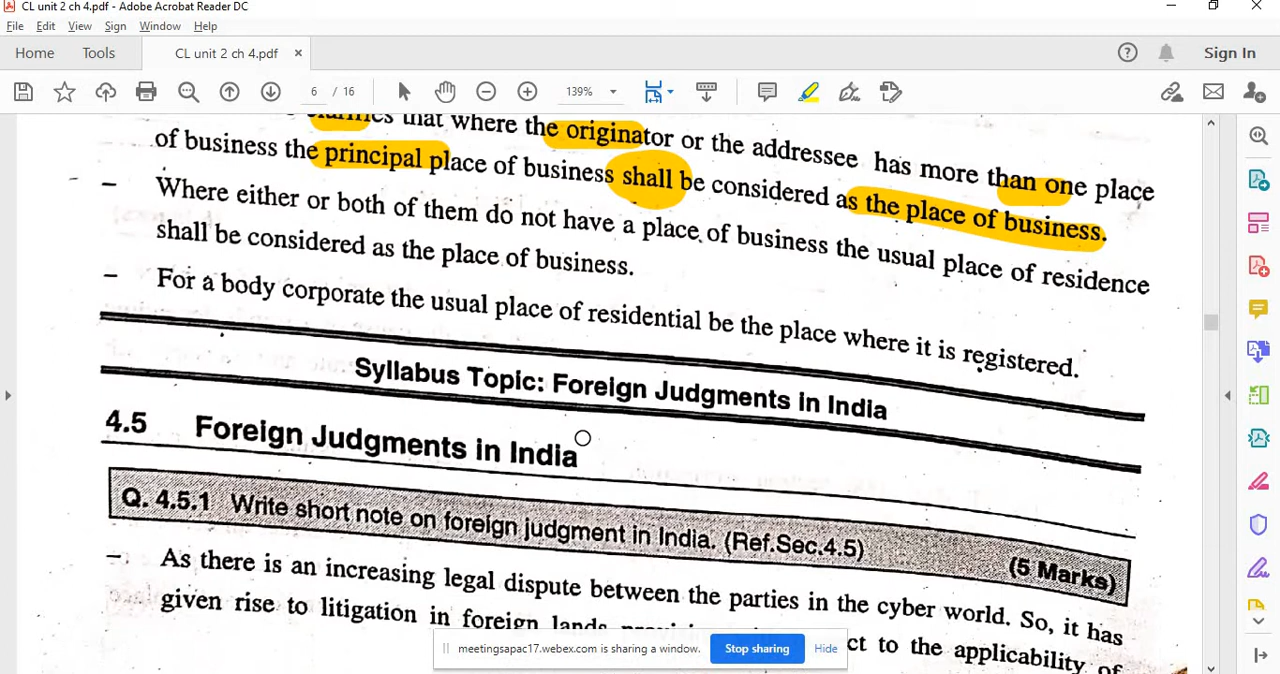 CL unit 2 ch 4.pdf - Adobe Acrobat Reader DC
File Edit View Sign Window Help
Home Tools CL unit 2 ch 4.pdf × Sign In
6 / 16 139%
that where the originator or the addressee has more than one place
of business the principal place of business shall be considered as the place of business.
– Where either or both of them do not have a place of business the usual place of residence
shall be considered as the place of business.
– For a body corporate the usual place of residential be the place where it is registered.
Syllabus Topic: Foreign Judgments in India
4.5 Foreign Judgments in India
Q. 4.5.1 Write short note on foreign judgment in India. (Ref.Sec.4.5) (5 Marks)
– As there is an increasing legal dispute between the parties in the cyber world. So, it has
given rise to litigation in foreign lands to the applicability of
meetingsapac17.webex.com is sharing a window. Stop sharing Hide